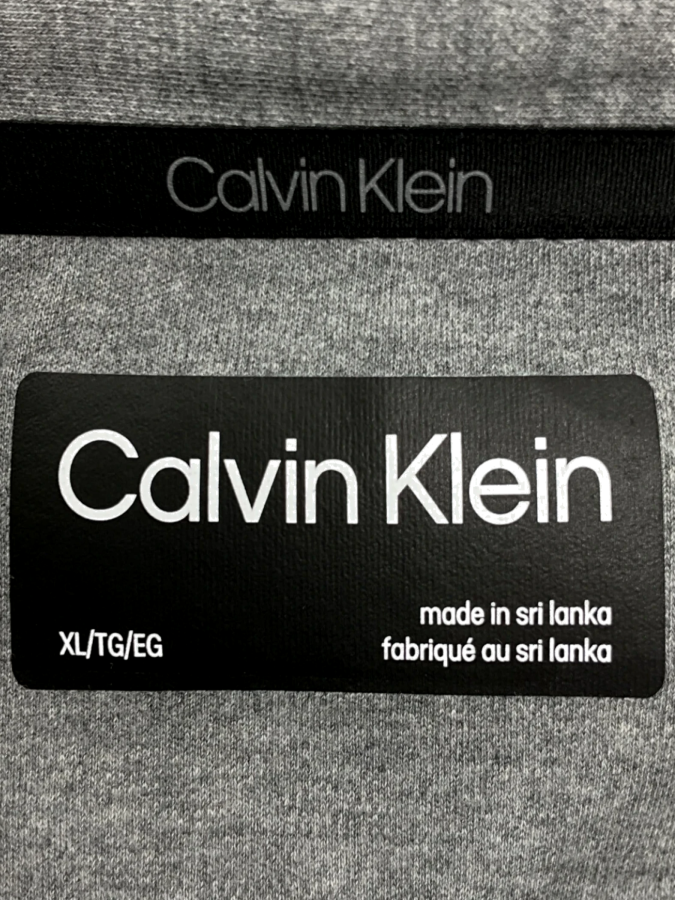 Calvin Klein
Calvin Klein
made in sri lanka
XL/TG/EG
fabriqué au sri lanka